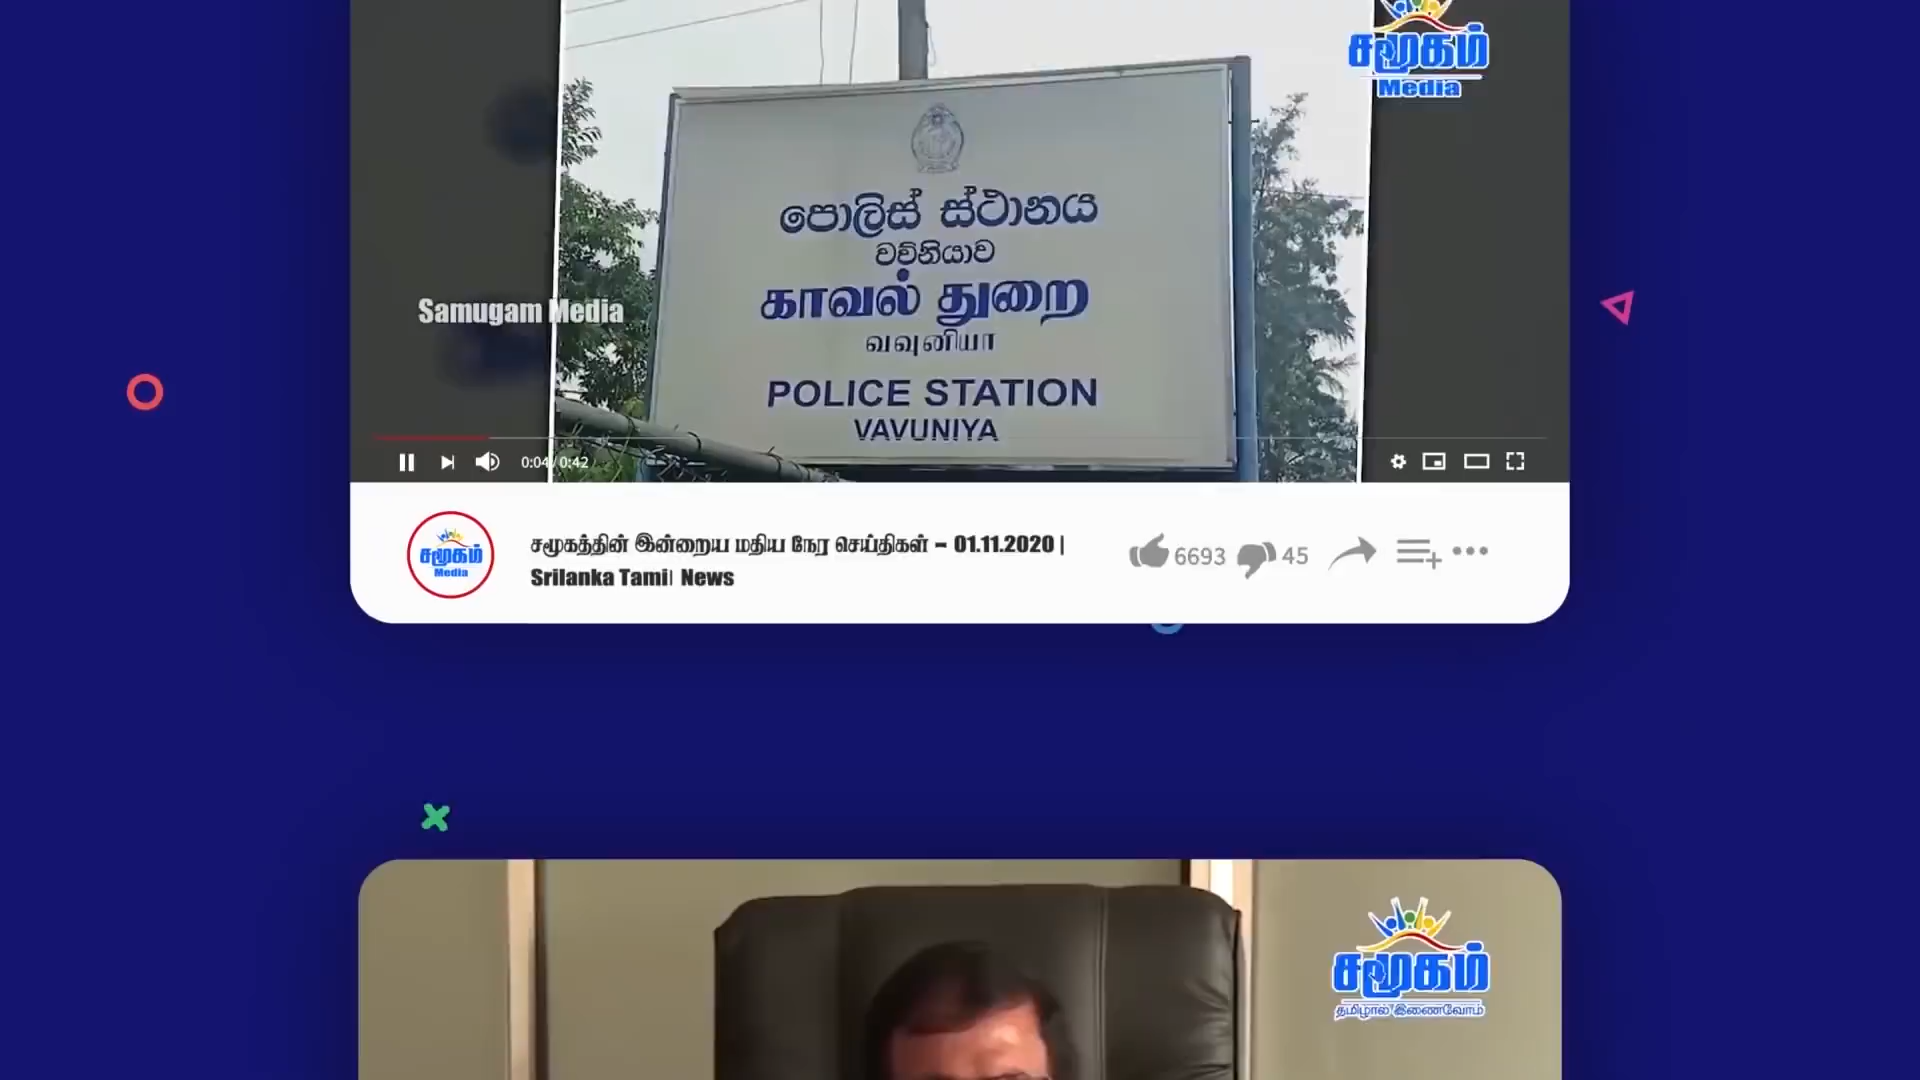 சமூகம்
Media
පොලිස් ස්ථානය
වව්නියාව
காவல் துறை
வவுனியா
POLICE STATION
VAVUNIYA
Samugam Media
0:04 / 0:42
சமூகம்
Media
சமூகத்தின் இன்றைய மதிய நேர செய்திகள் – 01.11.2020 |
Srilanka Tamil News
6693
45
சமூகம்
தமிழால் இணைவோம்